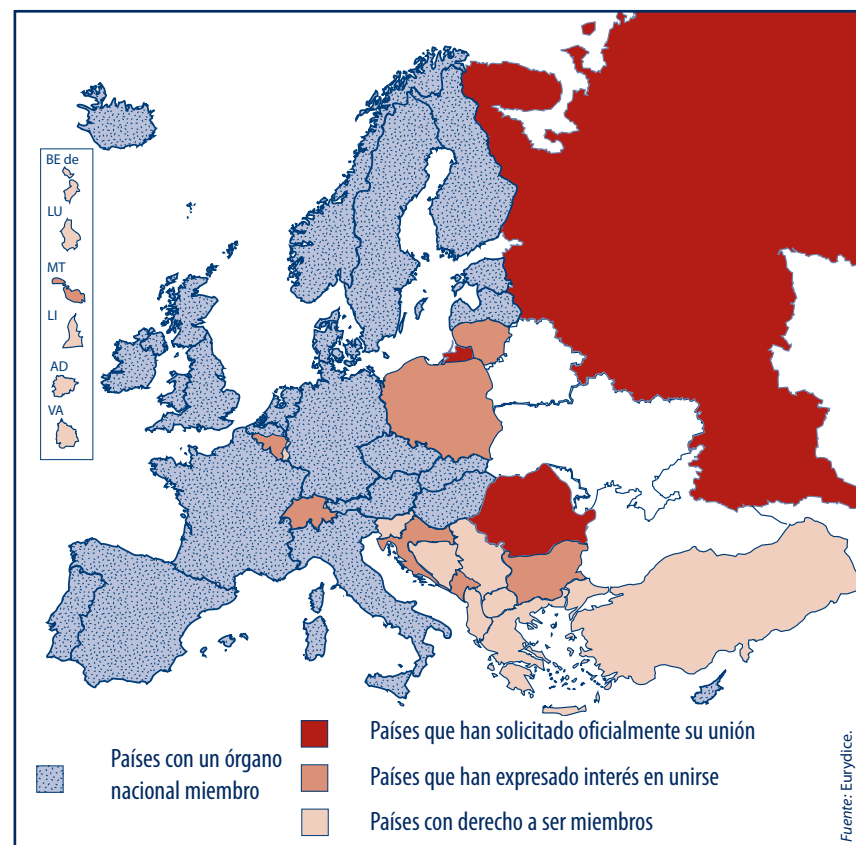 BE de
LU
MT
LI
AD
VA
Países con un órgano
nacional miembro
Países que han solicitado oficialmente su unión
Países que han expresado interés en unirse
Países con derecho a ser miembros
Fuente: Eurydice.